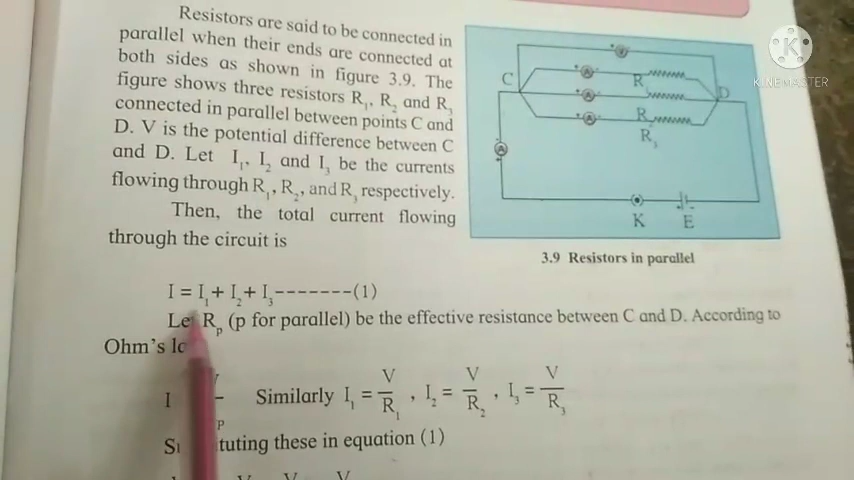 Resistors are said to be connected in
parallel when their ends are connected at
both sides as shown in figure 3.9. The
figure shows three resistors R₁, R₂ and R₃
connected in parallel between points C and
D. V is the potential difference between C
and D. Let I₁, I₂ and I₃ be the currents
flowing through R₁, R₂, and R₃ respectively.
Then, the total current flowing
through the circuit is
C
D
R
R₂
R₃
K
E
3.9 Resistors in parallel
KINEMASTER
I = I₁ + I₂ + I₃ -------(1)
Let Rₚ (p for parallel) be the effective resistance between C and D. According to
Ohm's
I
Similarly I₁ = V/R₁ , I₂ = V/R₂ , I₃ = V/R₃
tuting these in equation (1)
V V V